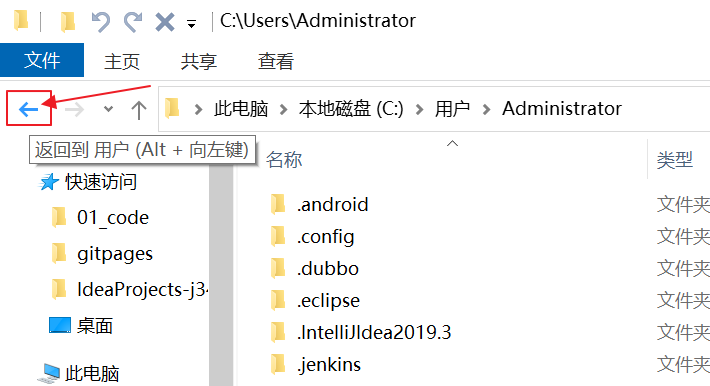 C:\Users\Administrator
文件 主页 共享 查看
此电脑 本地磁盘 (C:) 用户 Administrator
返回到 用户 (Alt + 向左键)
名称 类型
快速访问
01_code
gitpages
IdeaProjects-j34
桌面
此电脑
.android 文件夹
.config 文件夹
.dubbo 文件夹
.eclipse 文件夹
.IntelliJIdea2019.3 文件夹
.jenkins 文件夹